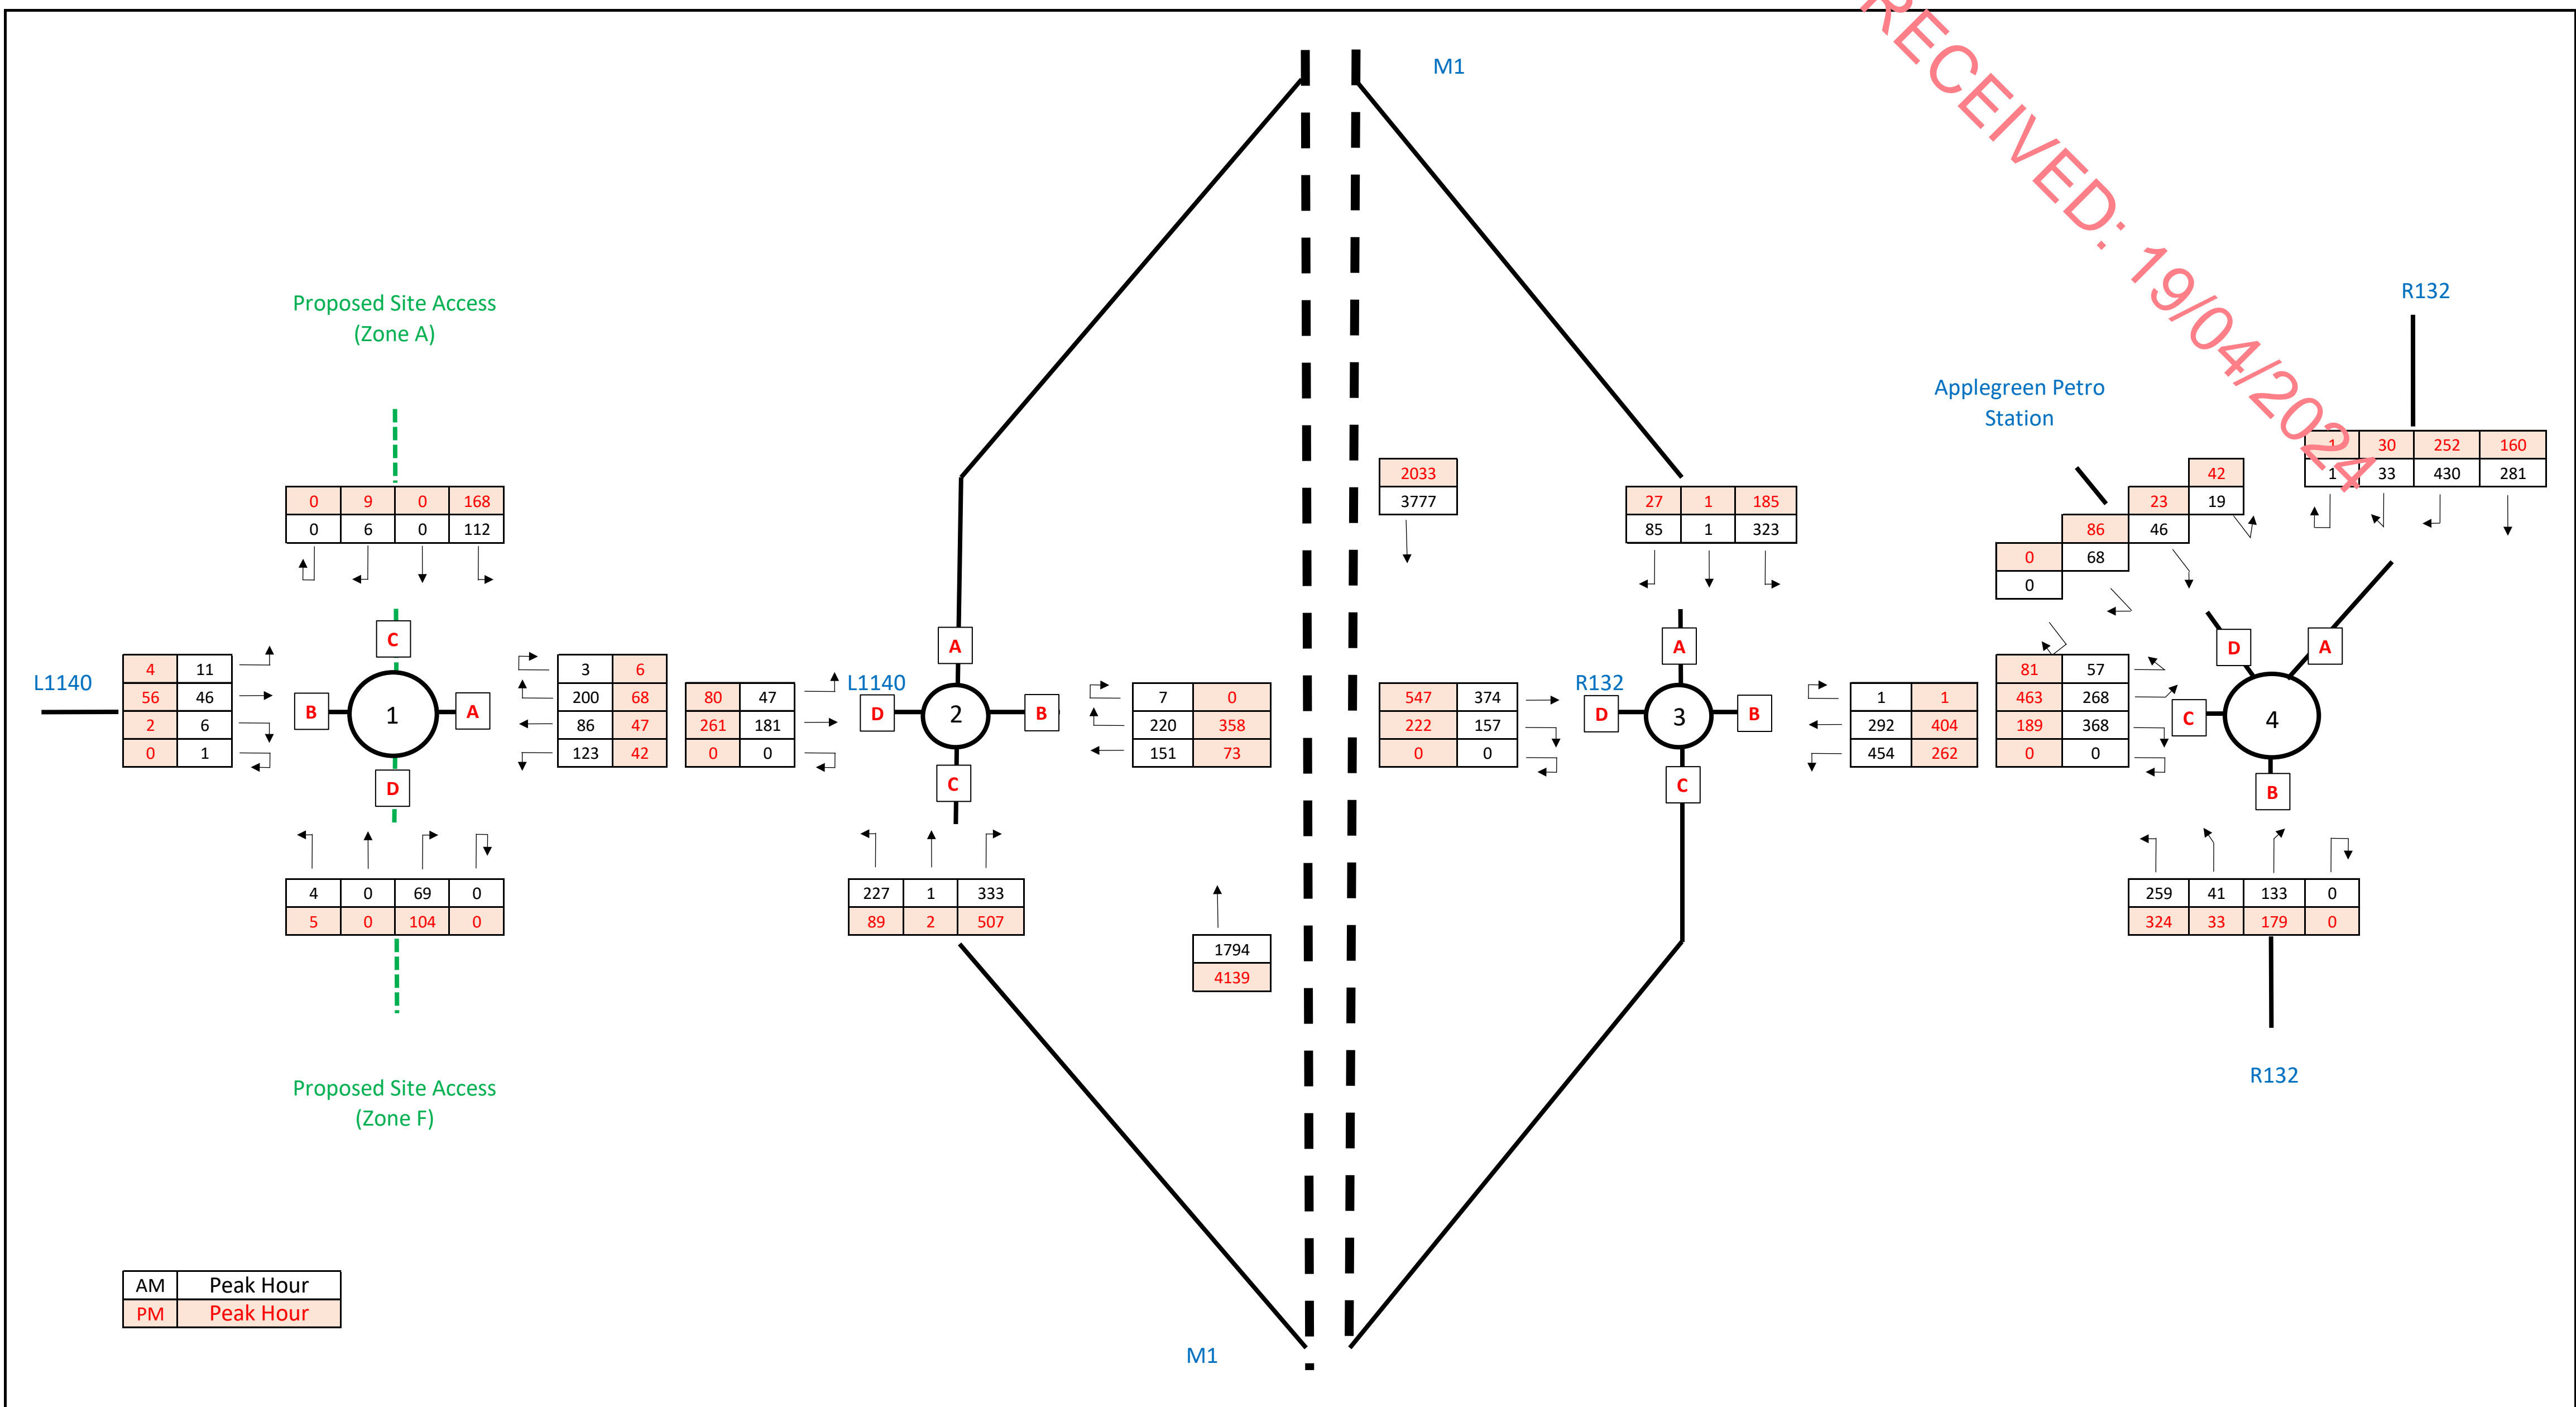 RECEIVED: 19/04/2024
M1
R132
Proposed Site Access
(Zone A)
Applegreen Petro
Station
1 30 252 160
1 33 430 281
2033
3777
42
23 19
86 46
0 68
0
0 9 0 168
0 6 0 112
27 1 185
85 1 323
C
A
A
D
A
L1140
4 11
56 46
2 6
0 1
B
1
A
D
3 6
200 68
86 47
123 42
80 47
261 181
0 0
L1140
D
2
B
C
7 0
220 358
151 73
547 374
222 157
0 0
R132
D
3
B
C
1 1
292 404
454 262
81 57
463 268
189 368
0 0
C
4
B
4 0 69 0
5 0 104 0
227 1 333
89 2 507
1794
4139
259 41 133 0
324 33 179 0
Proposed Site Access
(Zone F)
R132
AM Peak Hour
PM Peak Hour
M1